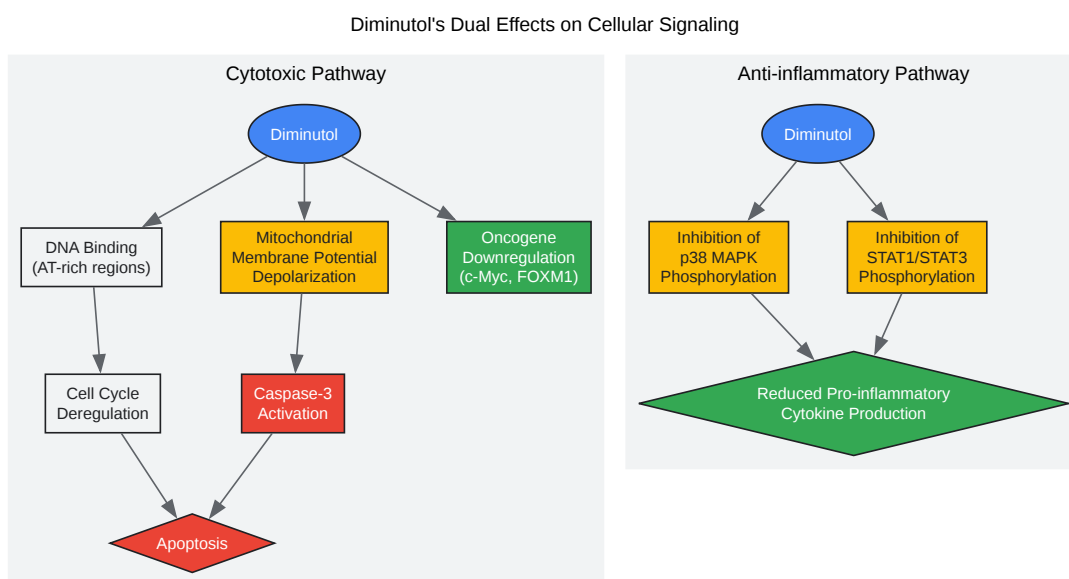 Diminutol's Dual Effects on Cellular Signaling
Cytotoxic Pathway
Diminutol
DNA Binding
(AT-rich regions)
Mitochondrial
Membrane Potential
Depolarization
Oncogene
Downregulation
(c-Myc, FOXM1)
Cell Cycle
Deregulation
Caspase-3
Activation
Apoptosis
Anti-inflammatory Pathway
Diminutol
Inhibition of
p38 MAPK
Phosphorylation
Inhibition of
STAT1/STAT3
Phosphorylation
Reduced Pro-inflammatory
Cytokine Production